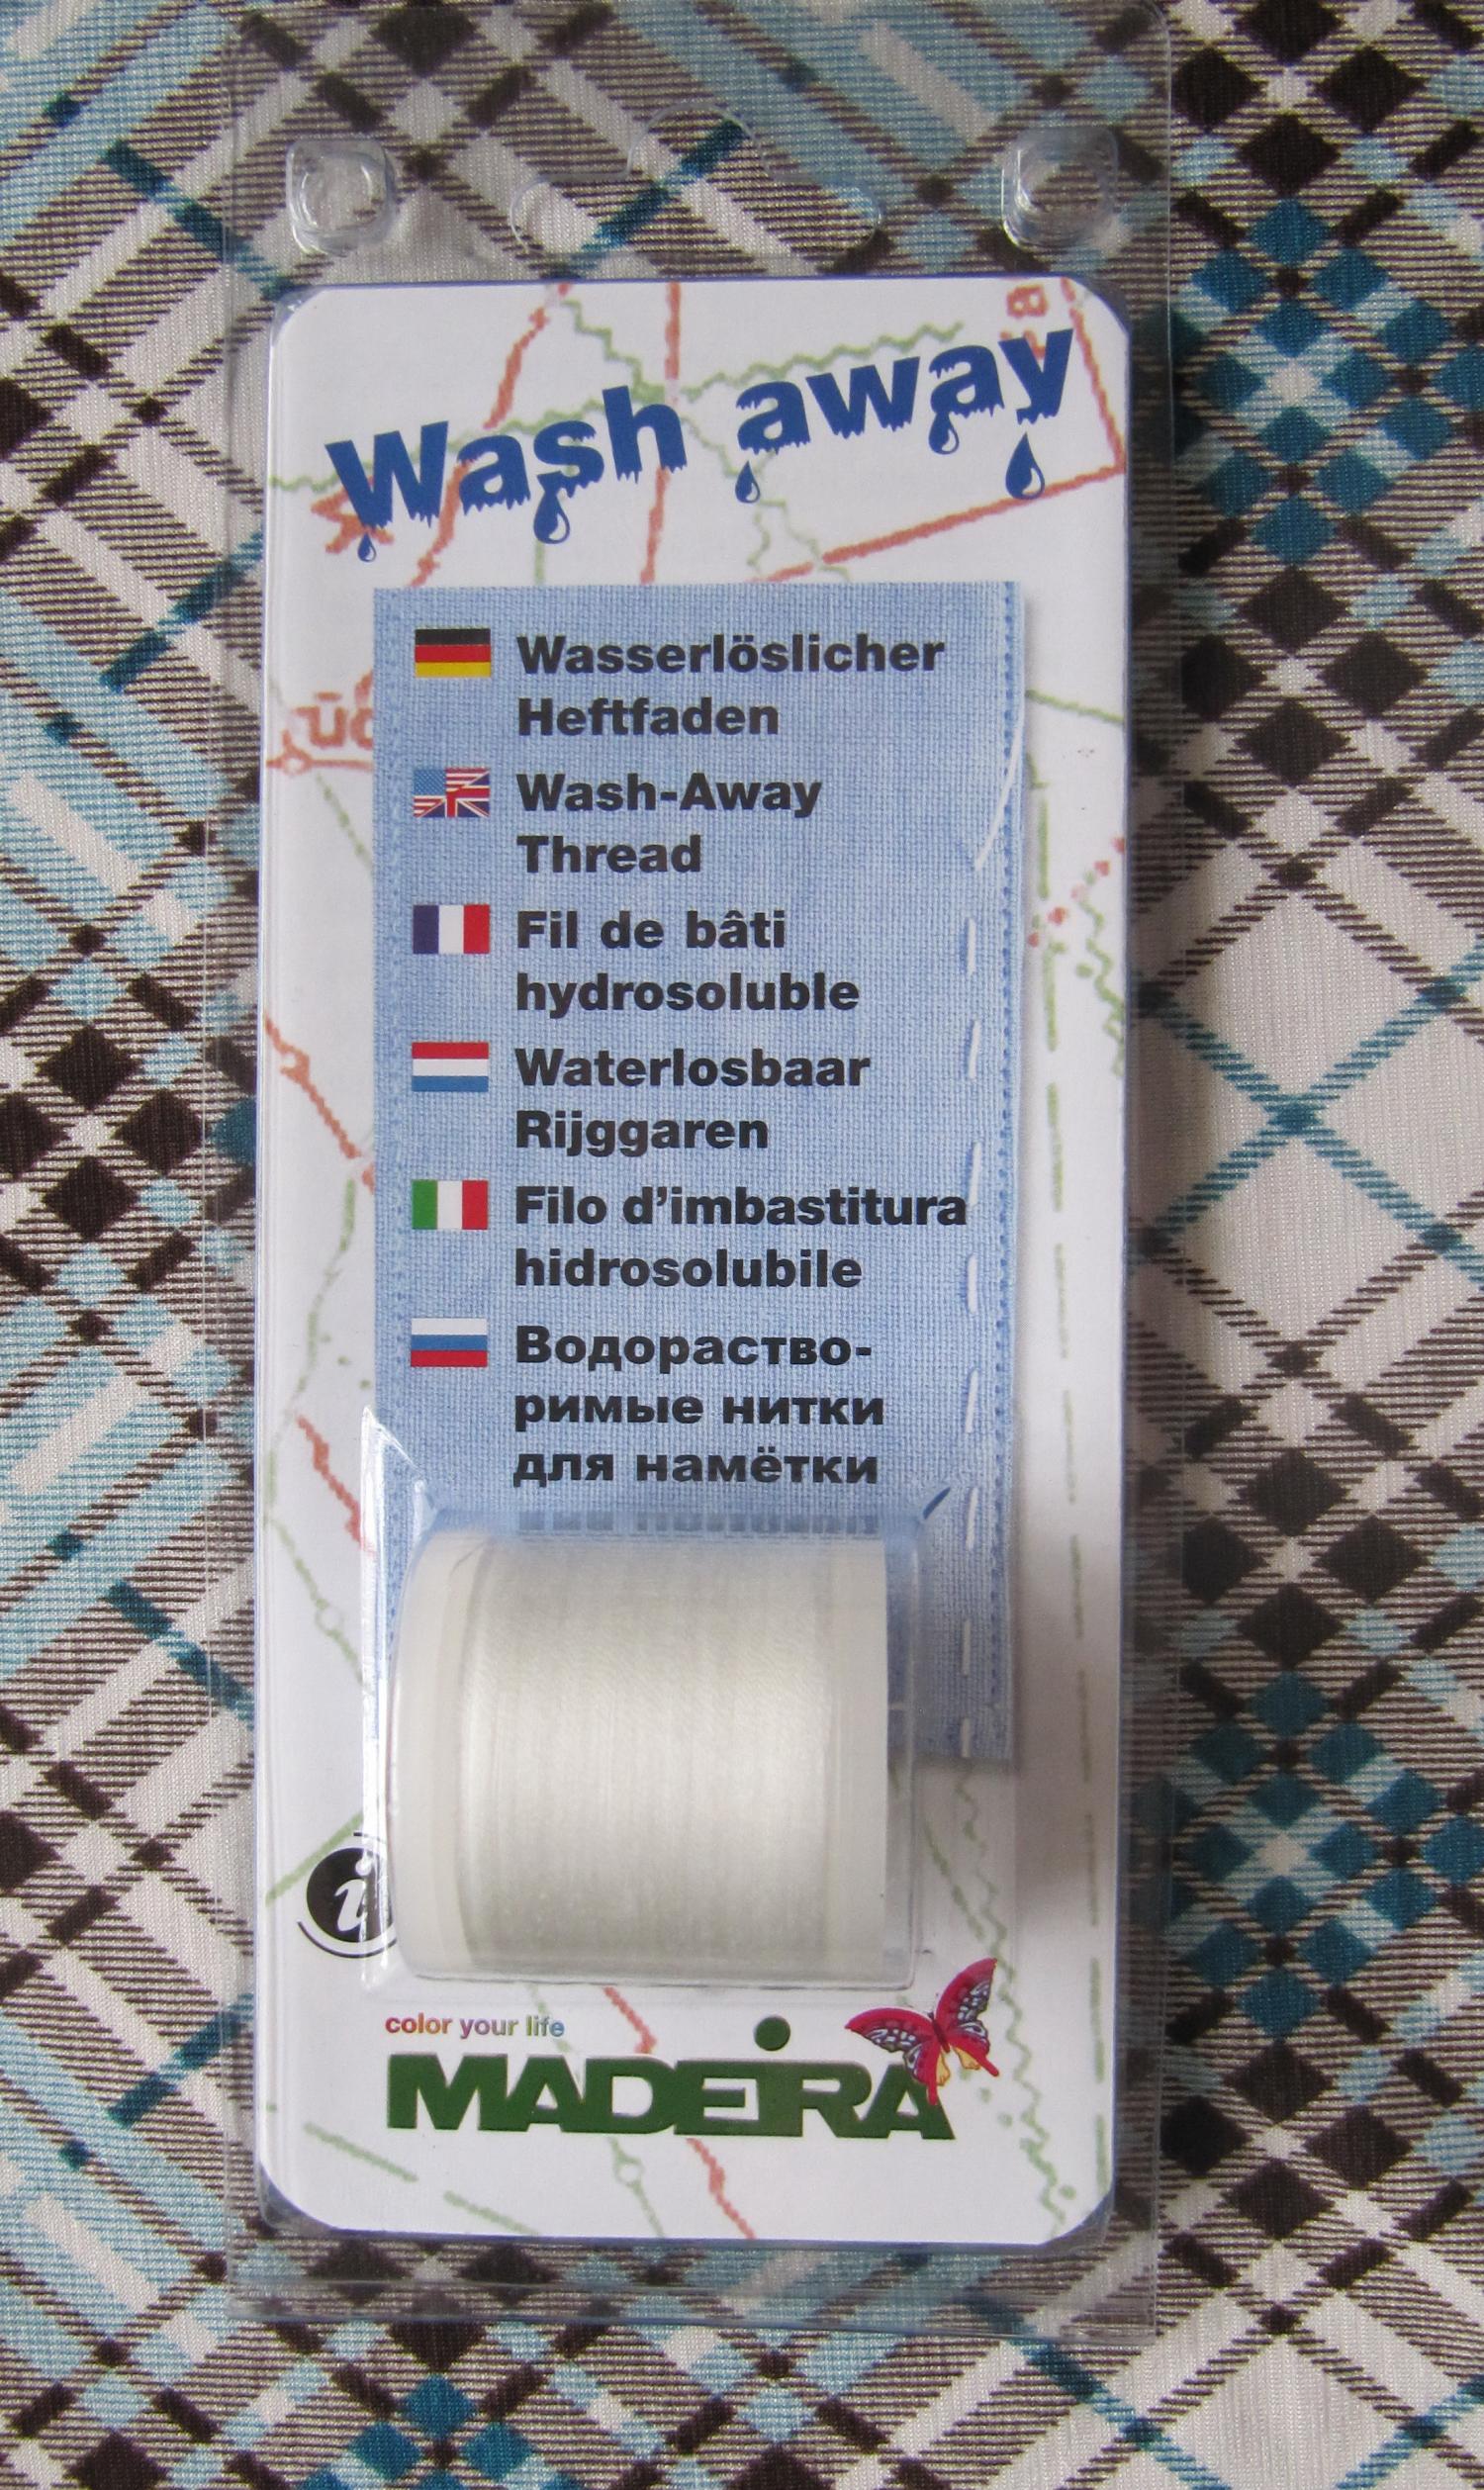 Wash away
Wasserlöslicher
Heftfaden
Wash-Away
Thread
Fil de bâti
hydrosoluble
Waterlosbaar
Rijggaren
Filo d'imbastitura
hidrosolubile
Водораство-
римые нитки
для намётки
i
color your life
MADEIRA